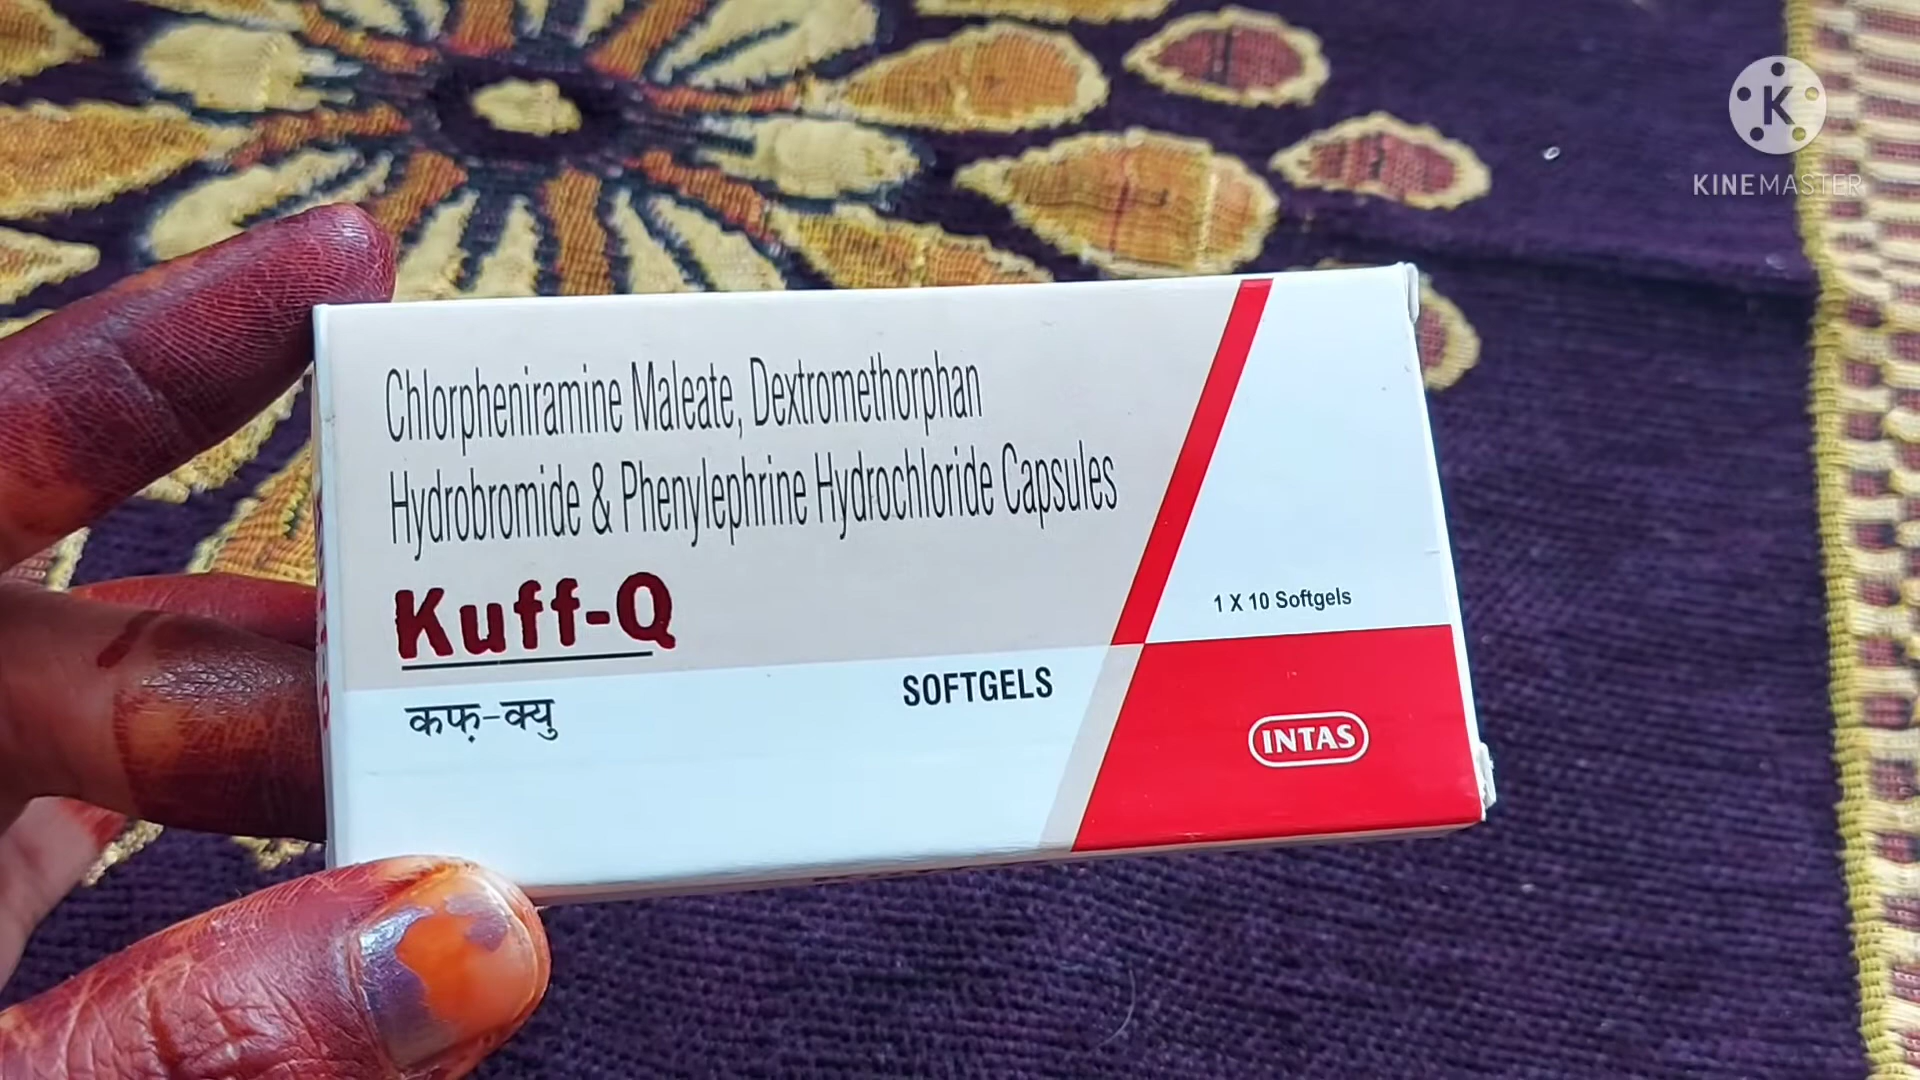 KINEMASTER
Chlorpheniramine Maleate, Dextromethorphan
Hydrobromide & Phenylephrine Hydrochloride Capsules
Kuff-Q
कफ़-क्यु
SOFTGELS
1 X 10 Softgels
INTAS